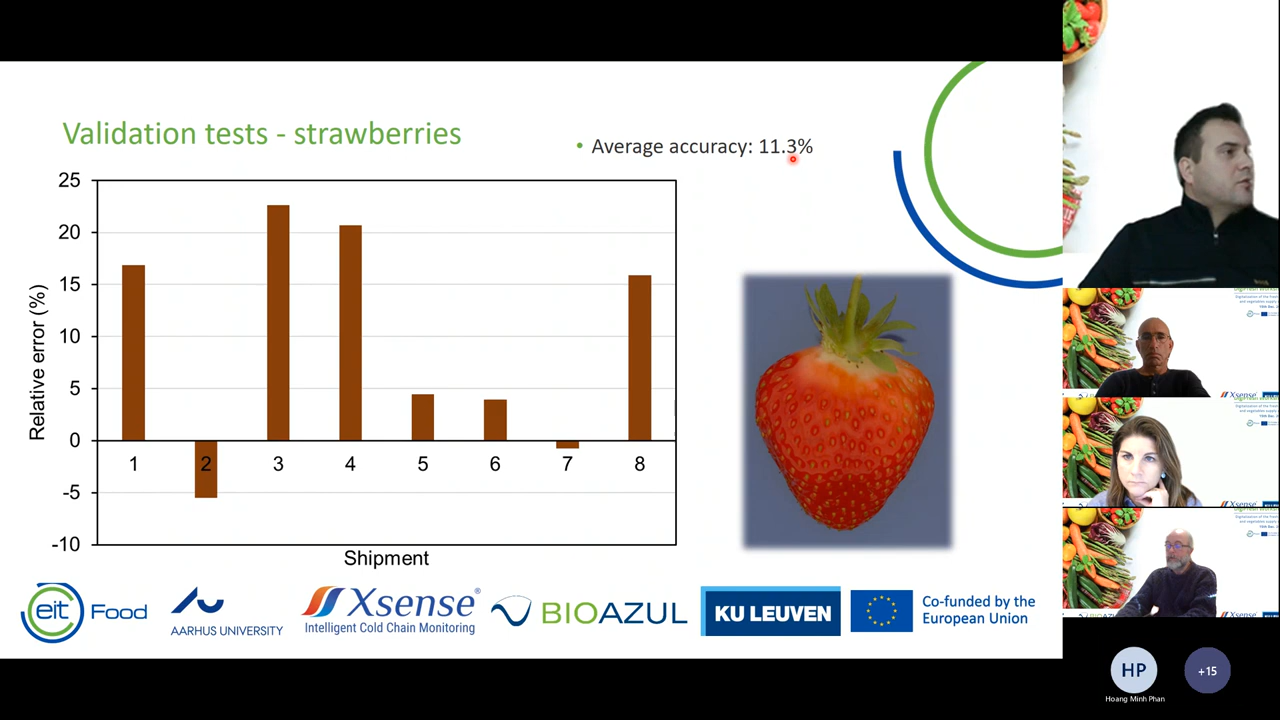 Validation tests - strawberries
• Average accuracy: 11.3%
25
20
15
10
5
0
-5
-10
Relative error (%)
1 2 3 4 5 6 7 8
Shipment
eit Food
AARHUS UNIVERSITY
Xsense®
Intelligent Cold Chain Monitoring
BIOAZUL
KU LEUVEN
Co-funded by the
European Union
Xsense
HP
Hoang Minh Phan
+15